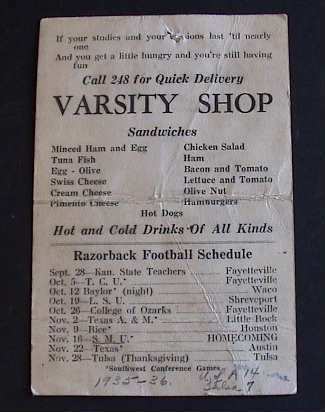 If your studies and your sessions last 'til nearly
one
And you get a little hungry and you're still having
fun
Call 248 for Quick Delivery
VARSITY SHOP
Sandwiches
Minced Ham and Egg Chicken Salad
Tuna Fish Ham
Egg - Olive Bacon and Tomato
Swiss Cheese Lettuce and Tomato
Cream Cheese Olive Nut
Pimento Cheese Hamburgers
Hot Dogs
Hot and Cold Drinks Of All Kinds
Razorback Football Schedule
Sept. 28—Kan. State Teachers Fayetteville
Oct. 5—T. C. U.* Fayetteville
Oct. 12 Baylor* (night) Waco
Oct. 19—L. S. U. Shreveport
Oct. 26—College of Ozarks Fayetteville
Nov. 2—Texas A. & M.* Little Rock
Nov. 9—Rice* Houston
Nov. 16—S. M. U.* HOMECOMING
Nov. 22—Texas* Austin
Nov. 28—Tulsa (Thanksgiving) Tulsa
*Southwest Conference Games
1935-36. U of A 14
Tulsa 7